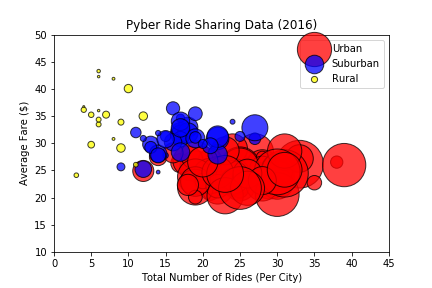 Pyber Ride Sharing Data (2016)
Urban
Suburban
Rural
50
45
40
35
30
25
20
15
10
Average Fare ($)
0 5 10 15 20 25 30 35 40 45
Total Number of Rides (Per City)